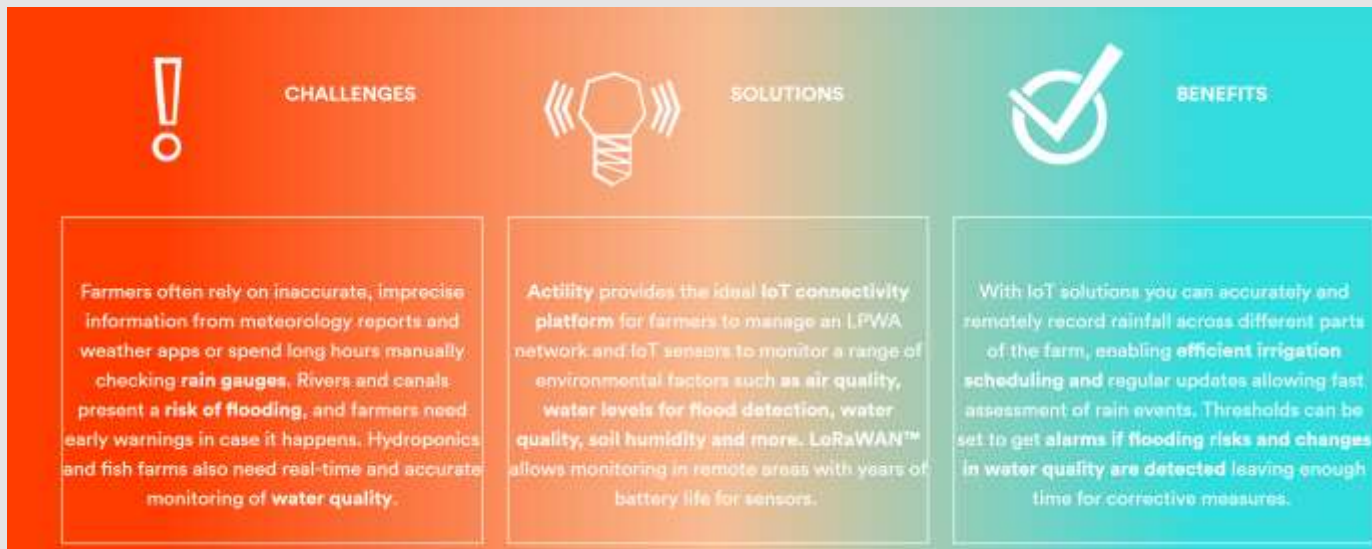 CHALLENGES
Farmers often rely on inaccurate, imprecise
information from meteorology reports and
weather apps or spend long hours manually
checking rain gauges. Rivers and canals
present a risk of flooding, and farmers need
early warnings in case it happens. Hydroponics
and fish farms also need real-time and accurate
monitoring of water quality.
SOLUTIONS
Actility provides the ideal IoT connectivity
platform for farmers to manage an LPWA
network and IoT sensors to monitor a range of
environmental factors such as air quality,
water levels for flood detection, water
quality, soil humidity and more. LoRaWAN™
allows monitoring in remote areas with years of
battery life for sensors.
BENEFITS
With IoT solutions you can accurately and
remotely record rainfall across different parts
of the farm, enabling efficient irrigation
scheduling and regular updates allowing fast
assessment of rain events. Thresholds can be
set to get alarms if flooding risks and changes
in water quality are detected leaving enough
time for corrective measures.